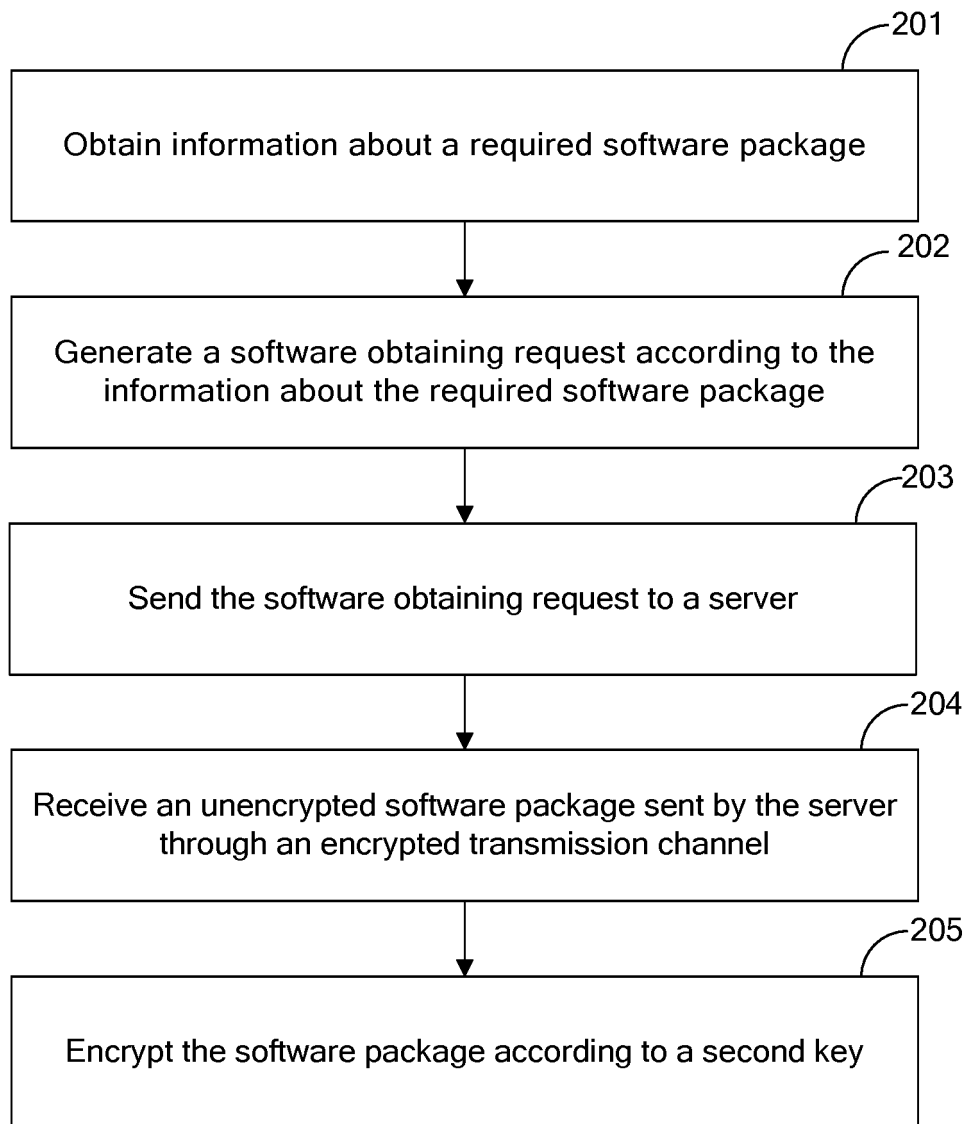 201
Obtain information about a required software package
202
Generate a software obtaining request according to the
information about the required software package
203
Send the software obtaining request to a server
204
Receive an unencrypted software package sent by the server
through an encrypted transmission channel
205
Encrypt the software package according to a second key